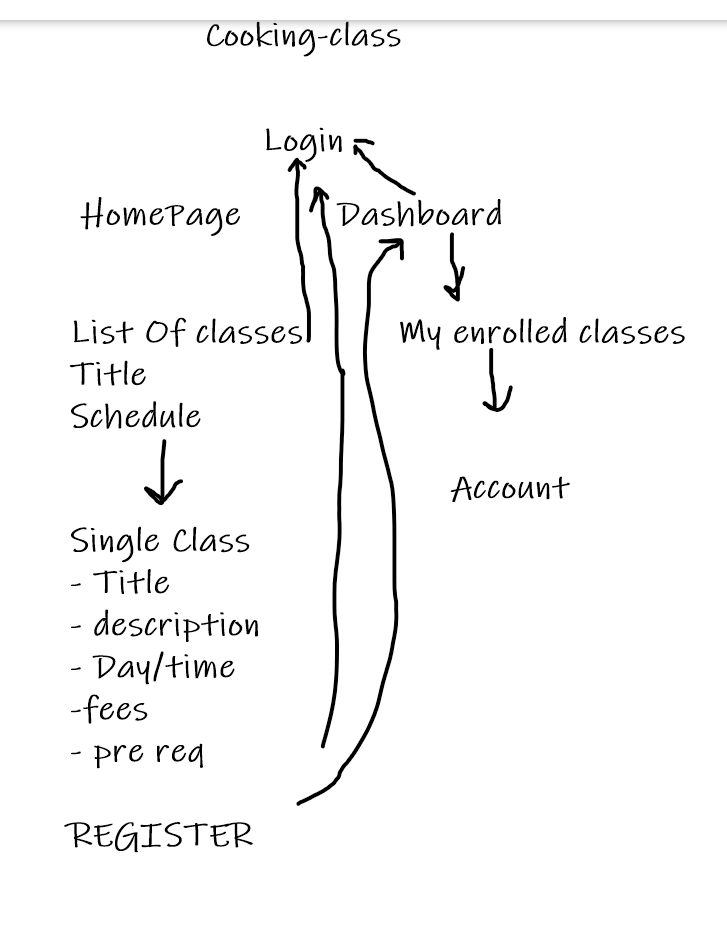 Cooking-class
Login
HomePage
Dashboard
List Of classes
Title
Schedule
My enrolled classes
Account
Single Class
- Title
- description
- Day/time
-fees
- pre req
REGISTER